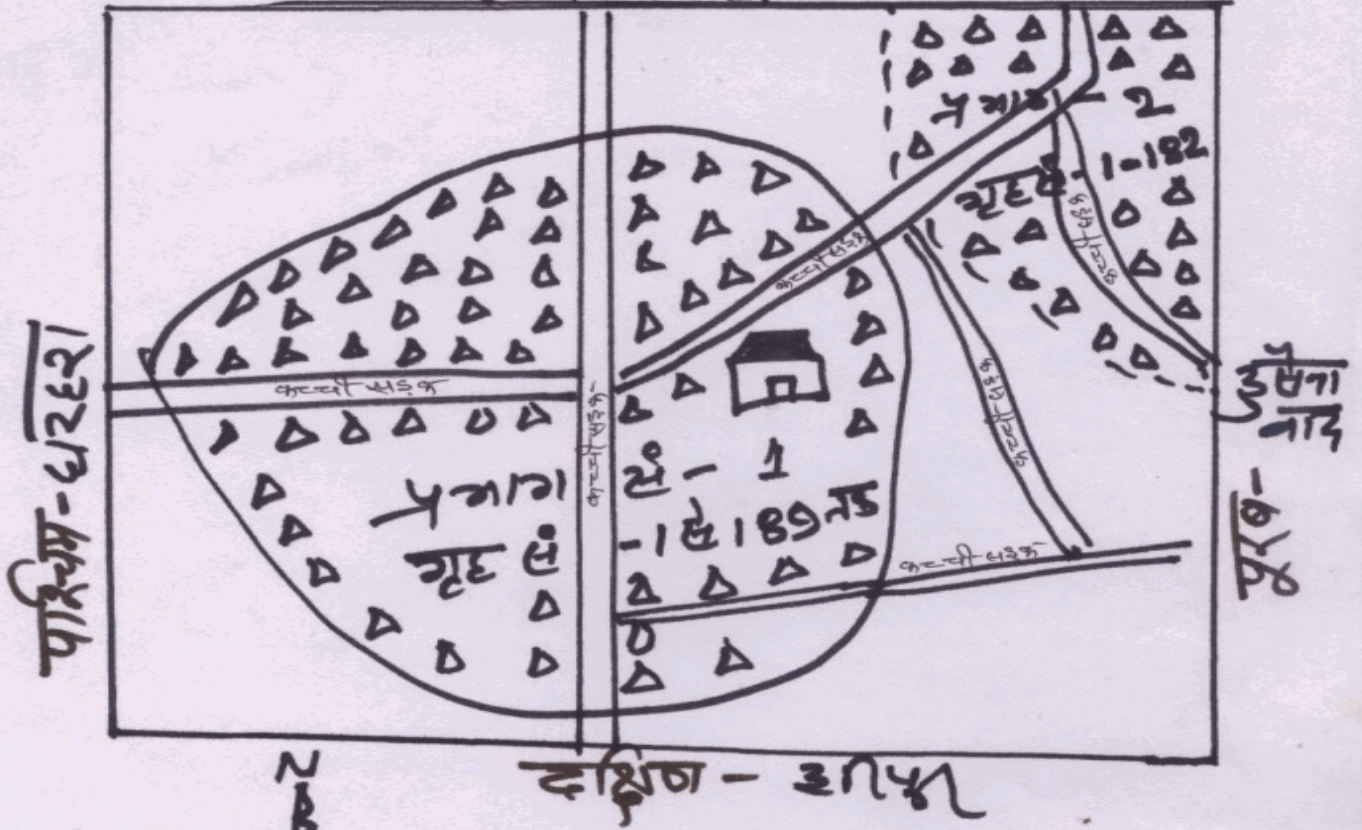 प्रभाग - 2
गृह सं - 1-182
कच्ची सड़क
कच्ची सड़क
कच्ची सड़क
कच्ची सड़क
कच्ची सड़क
प्रभाग सं - 1
गृह सं -1 से 189 तक
कच्ची सड़क
पश्चिम - धरहरा
पुरब -
दक्षिण -